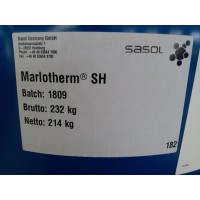 Sasol Germany GmbH
sasol
Marlotherm® SH
Batch: 1809
Brutto: 232 kg
Netto: 214 kg
182